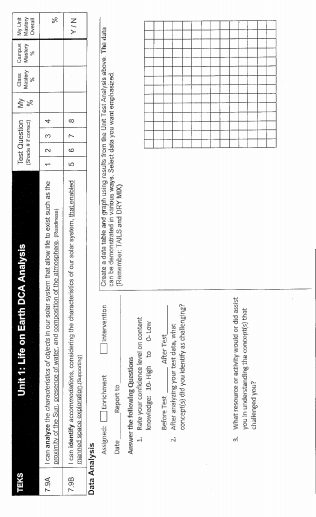 TEKS
Unit 1: Life on Earth DCA Analysis
Test Question
(Shade # if correct)
My
%
Class
Mastery
%
Campus
Mastery
%
My Unit
Mastery
Overall
7.9A
I can analyze the characteristics of objects in our solar system that allow life to exist such as the
proximity of the Sun, presence of water, and composition of the atmosphere. (Readiness)
1 2 3 4
%
7.9B
I can identify accommodations, considering the characteristics of our solar system, that enabled
manned space exploration. (Supporting)
5 6 7 8
Y / N
Data Analysis
Assigned: Enrichment Intervention
Date Report to
Answer the following Questions
1. Rate your confidence level on content
knowledge: 10-High to 0-Low
Before Test After Test
2. After analyzing your test data, what
concept(s) did you identify as challenging?
3. What resource or activity would or did assist
you in understanding the concept(s) that
challenged you?
Create a data table and graph using results from the Unit Test Analysis above. The data
can be demonstrated in various ways. Select data you want emphasized.
(Remember: TAILS and DRY MIX)